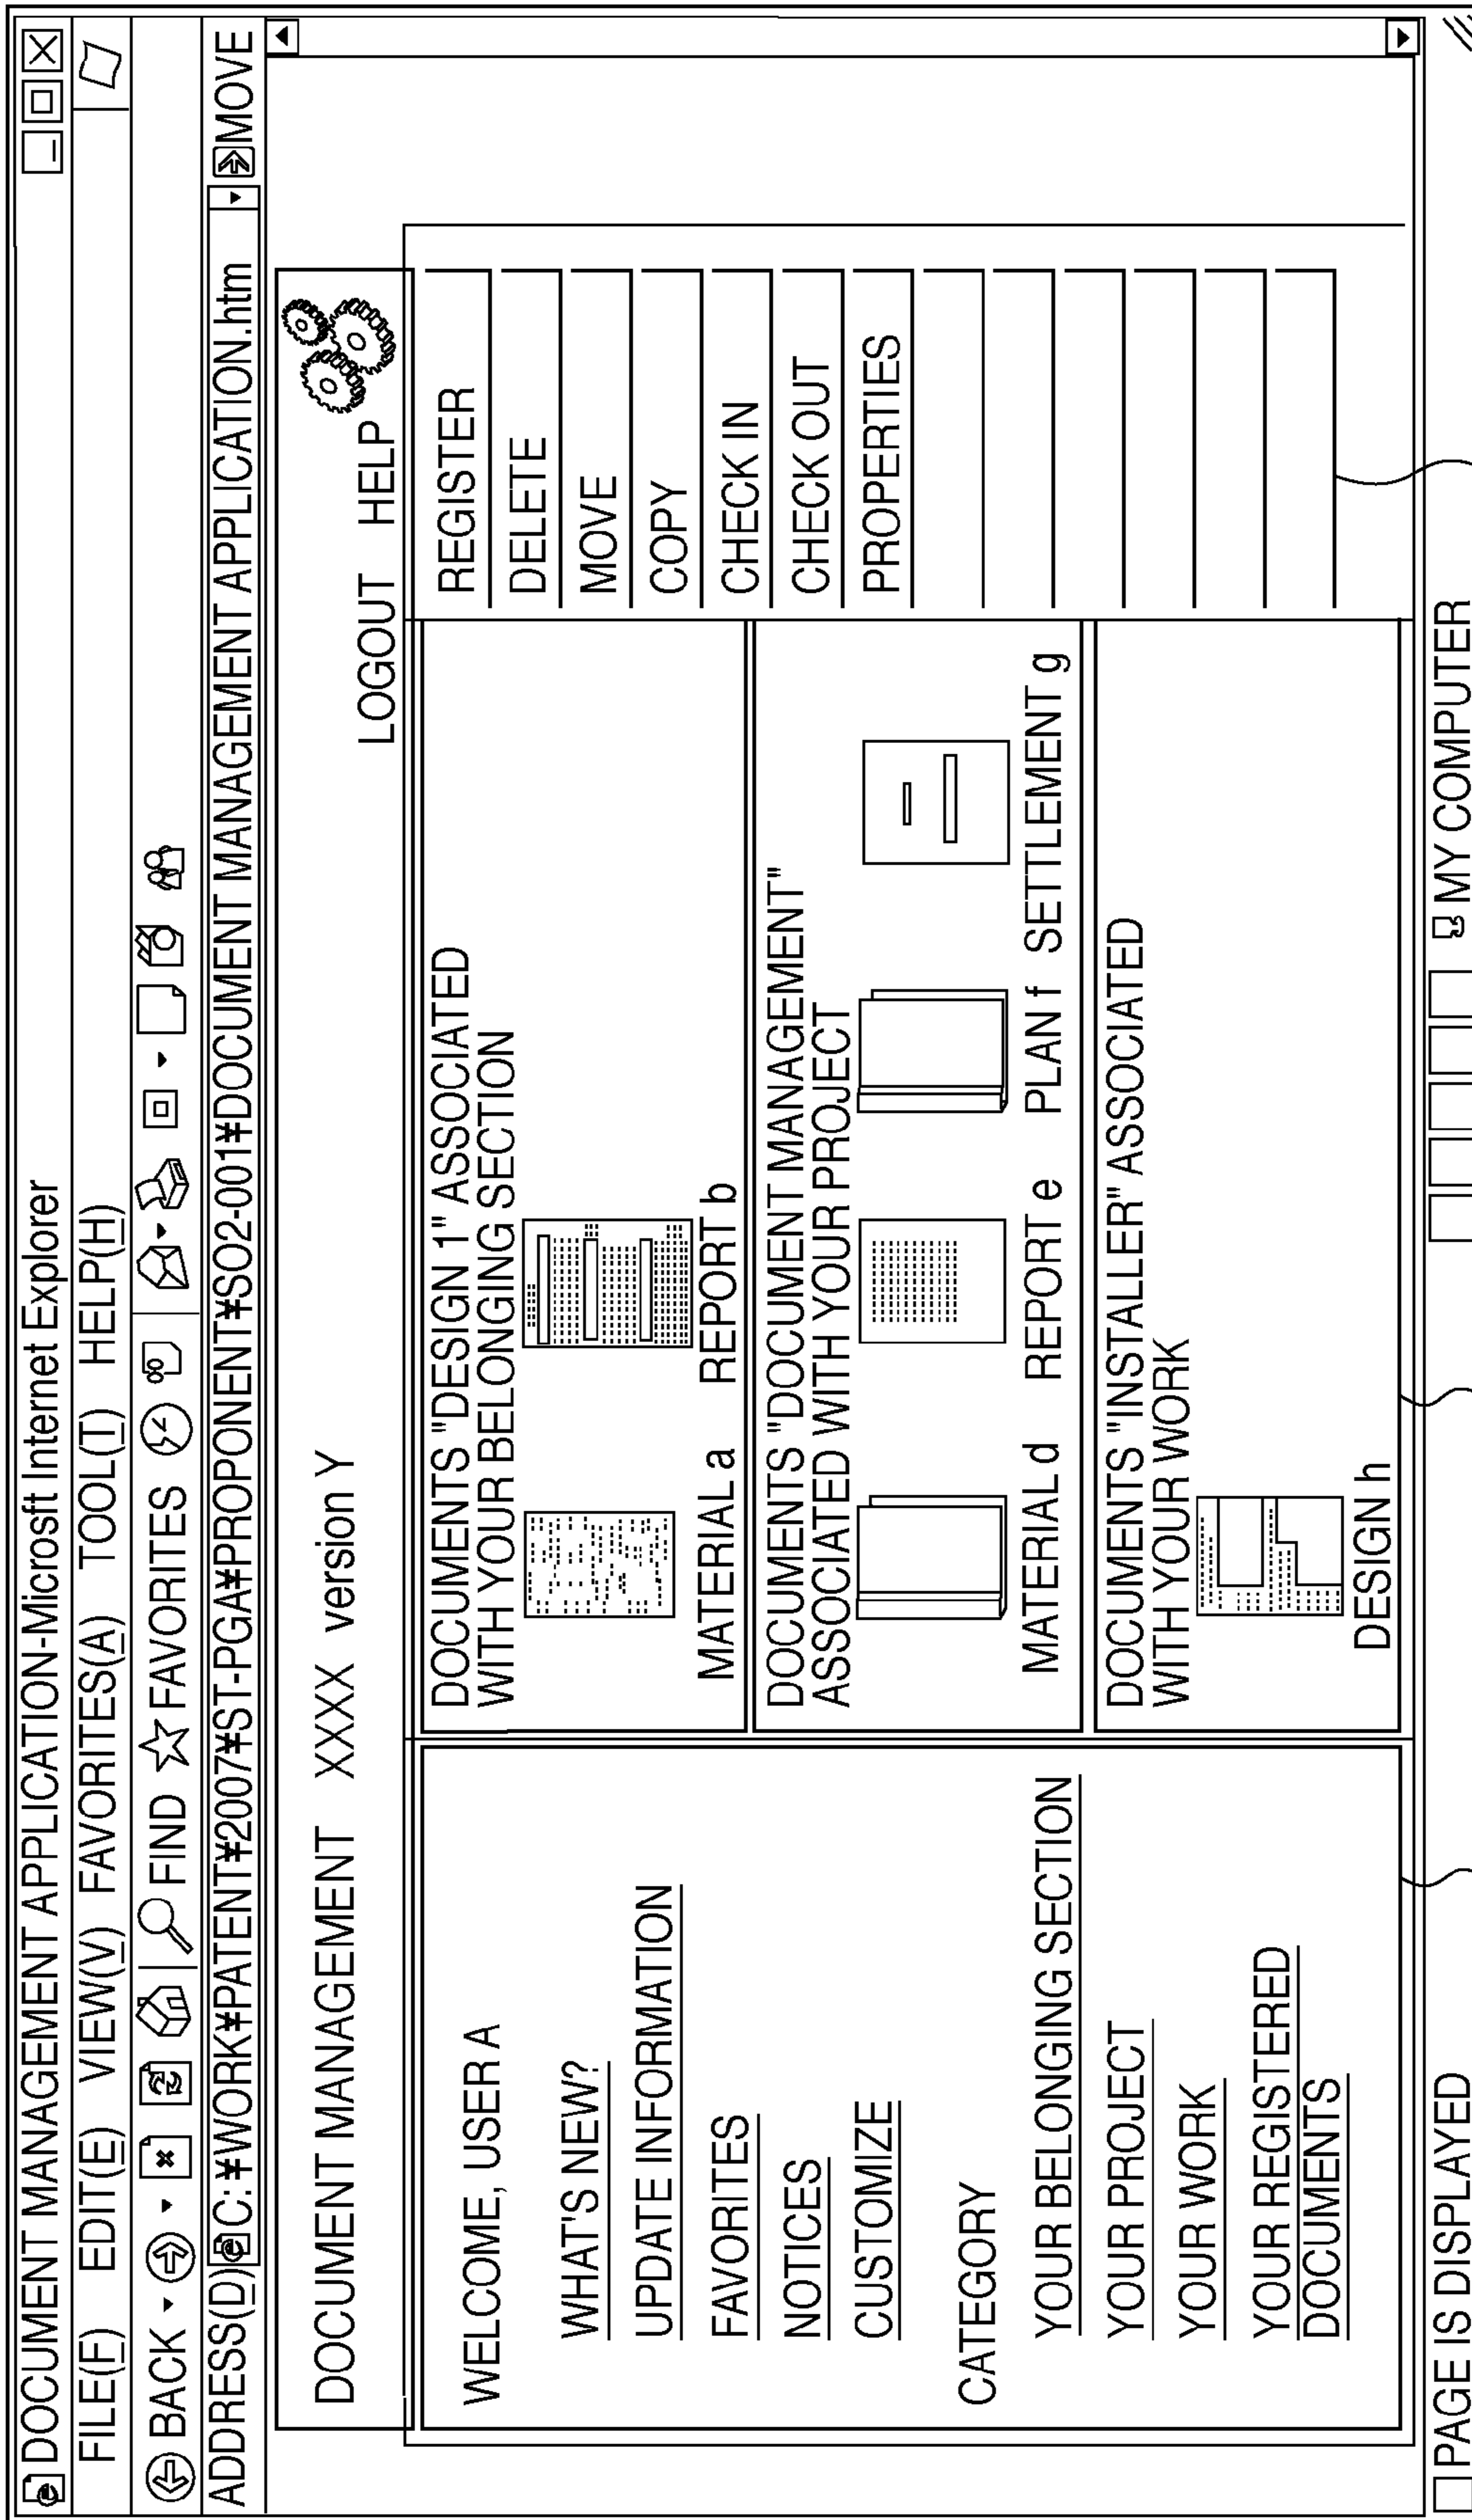 DOCUMENT MANAGEMENT APPLICATION-Microsft Internet Explorer
FILE(F) EDIT(E) VIEW(V) FAVORITES(A) TOOL(T) HELP(H)
BACK FIND FAVORITES
ADDRESS(D) C:¥WORK¥PATENT¥2007¥ST-PGA¥PROPONENT¥SO2-001¥DOCUMENT MANAGEMENT APPLICATION.htm MOVE
DOCUMENT MANAGEMENT XXXX version Y
LOGOUT HELP
WELCOME, USER A
WHAT'S NEW?
UPDATE INFORMATION
FAVORITES
NOTICES
CUSTOMIZE
CATEGORY
YOUR BELONGING SECTION
YOUR PROJECT
YOUR WORK
YOUR REGISTERED
DOCUMENTS
DOCUMENTS "DESIGN 1" ASSOCIATED
WITH YOUR BELONGING SECTION
MATERIAL a REPORT b
DOCUMENTS "DOCUMENT MANAGEMENT"
ASSOCIATED WITH YOUR PROJECT
MATERIAL d REPORT e PLAN f SETTLEMENT g
DOCUMENTS "INSTALLER" ASSOCIATED
WITH YOUR WORK
DESIGN h
REGISTER
DELETE
MOVE
COPY
CHECK IN
CHECK OUT
PROPERTIES
PAGE IS DISPLAYED MY COMPUTER